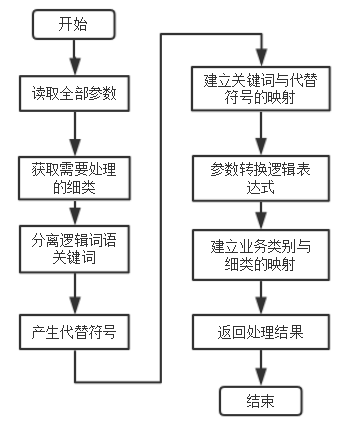 开始
读取全部参数
获取需要处理
的细类
分离逻辑词语
关键词
产生代替符号
建立关键词与代替
符号的映射
参数转换逻辑表
达式
建立业务类别与
细类的映射
返回处理结果
结束